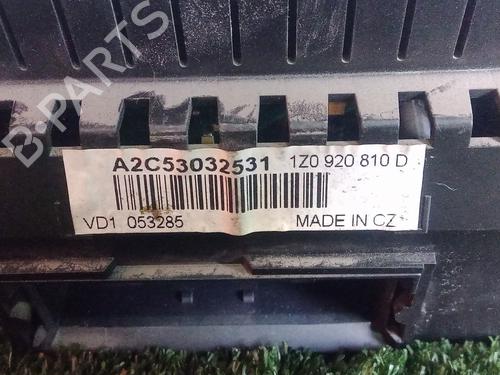 B-PARTS
A2C53032531 1Z0 920 810 D
VD1 053285 MADE IN CZ